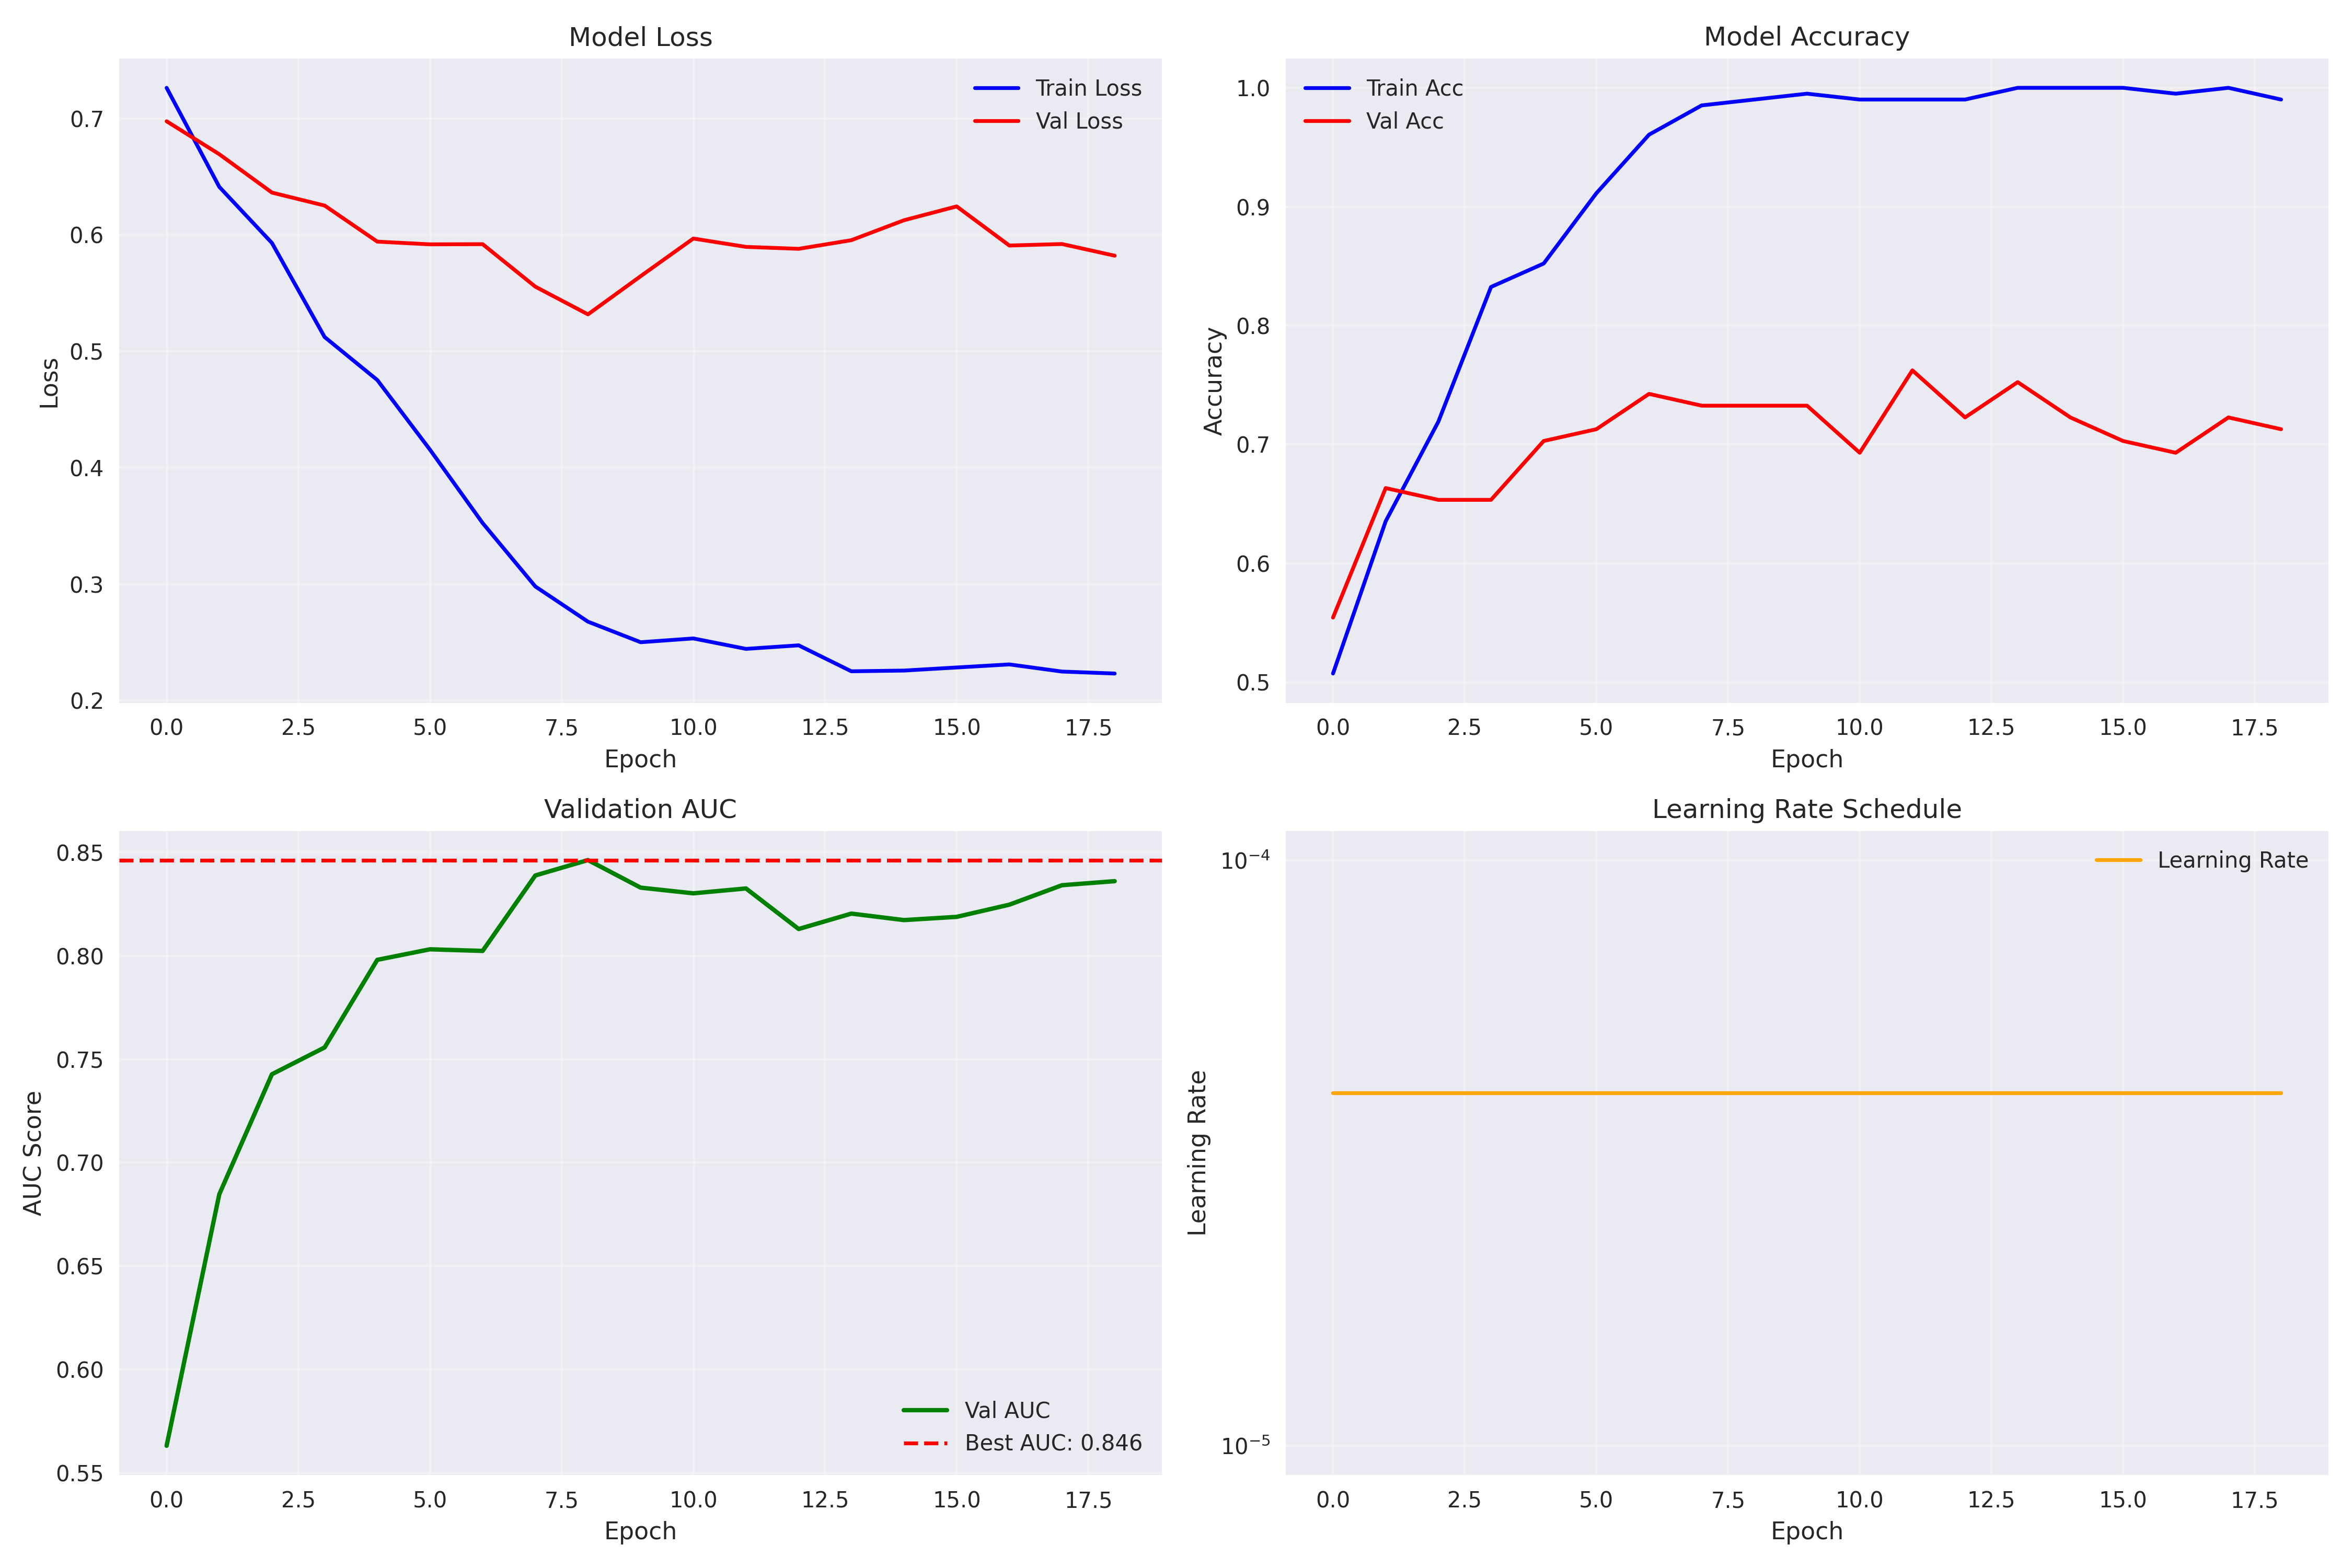 Model Loss
Train Loss
Val Loss
Loss
0.7
0.6
0.5
0.4
0.3
0.2
0.0 2.5 5.0 7.5 10.0 12.5 15.0 17.5
Epoch
Model Accuracy
Train Acc
Val Acc
Accuracy
1.0
0.9
0.8
0.7
0.6
0.5
0.0 2.5 5.0 7.5 10.0 12.5 15.0 17.5
Epoch
Validation AUC
AUC Score
0.85
0.80
0.75
0.70
0.65
0.60
0.55
Val AUC
Best AUC: 0.846
0.0 2.5 5.0 7.5 10.0 12.5 15.0 17.5
Epoch
Learning Rate Schedule
Learning Rate
Learning Rate
10⁻⁴
10⁻⁵
0.0 2.5 5.0 7.5 10.0 12.5 15.0 17.5
Epoch